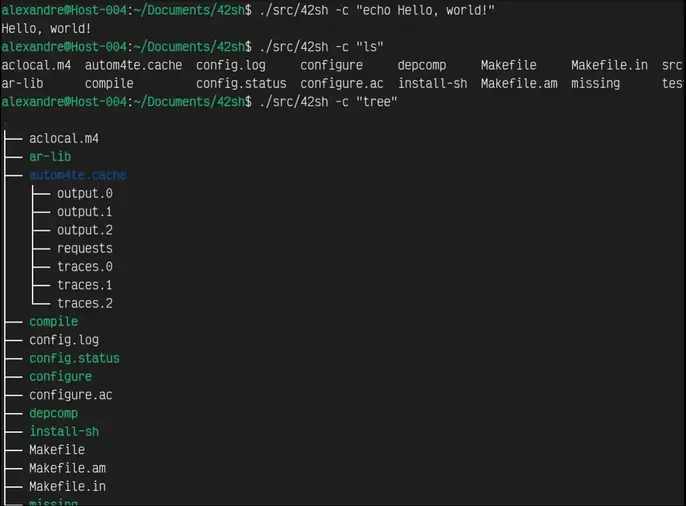 alexandre@Host-004:~/Documents/42sh$ ./src/42sh -c "echo Hello, world!"
Hello, world!
alexandre@Host-004:~/Documents/42sh$ ./src/42sh -c "ls"
aclocal.m4 autom4te.cache config.log configure depcomp Makefile Makefile.in src
ar-lib compile config.status configure.ac install-sh Makefile.am missing tes
alexandre@Host-004:~/Documents/42sh$ ./src/42sh -c "tree"
.
├── aclocal.m4
├── ar-lib
├── autom4te.cache
│   ├── output.0
│   ├── output.1
│   ├── output.2
│   ├── requests
│   ├── traces.0
│   ├── traces.1
│   └── traces.2
├── compile
├── config.log
├── config.status
├── configure
├── configure.ac
├── depcomp
├── install-sh
├── Makefile
├── Makefile.am
├── Makefile.in
├── missing